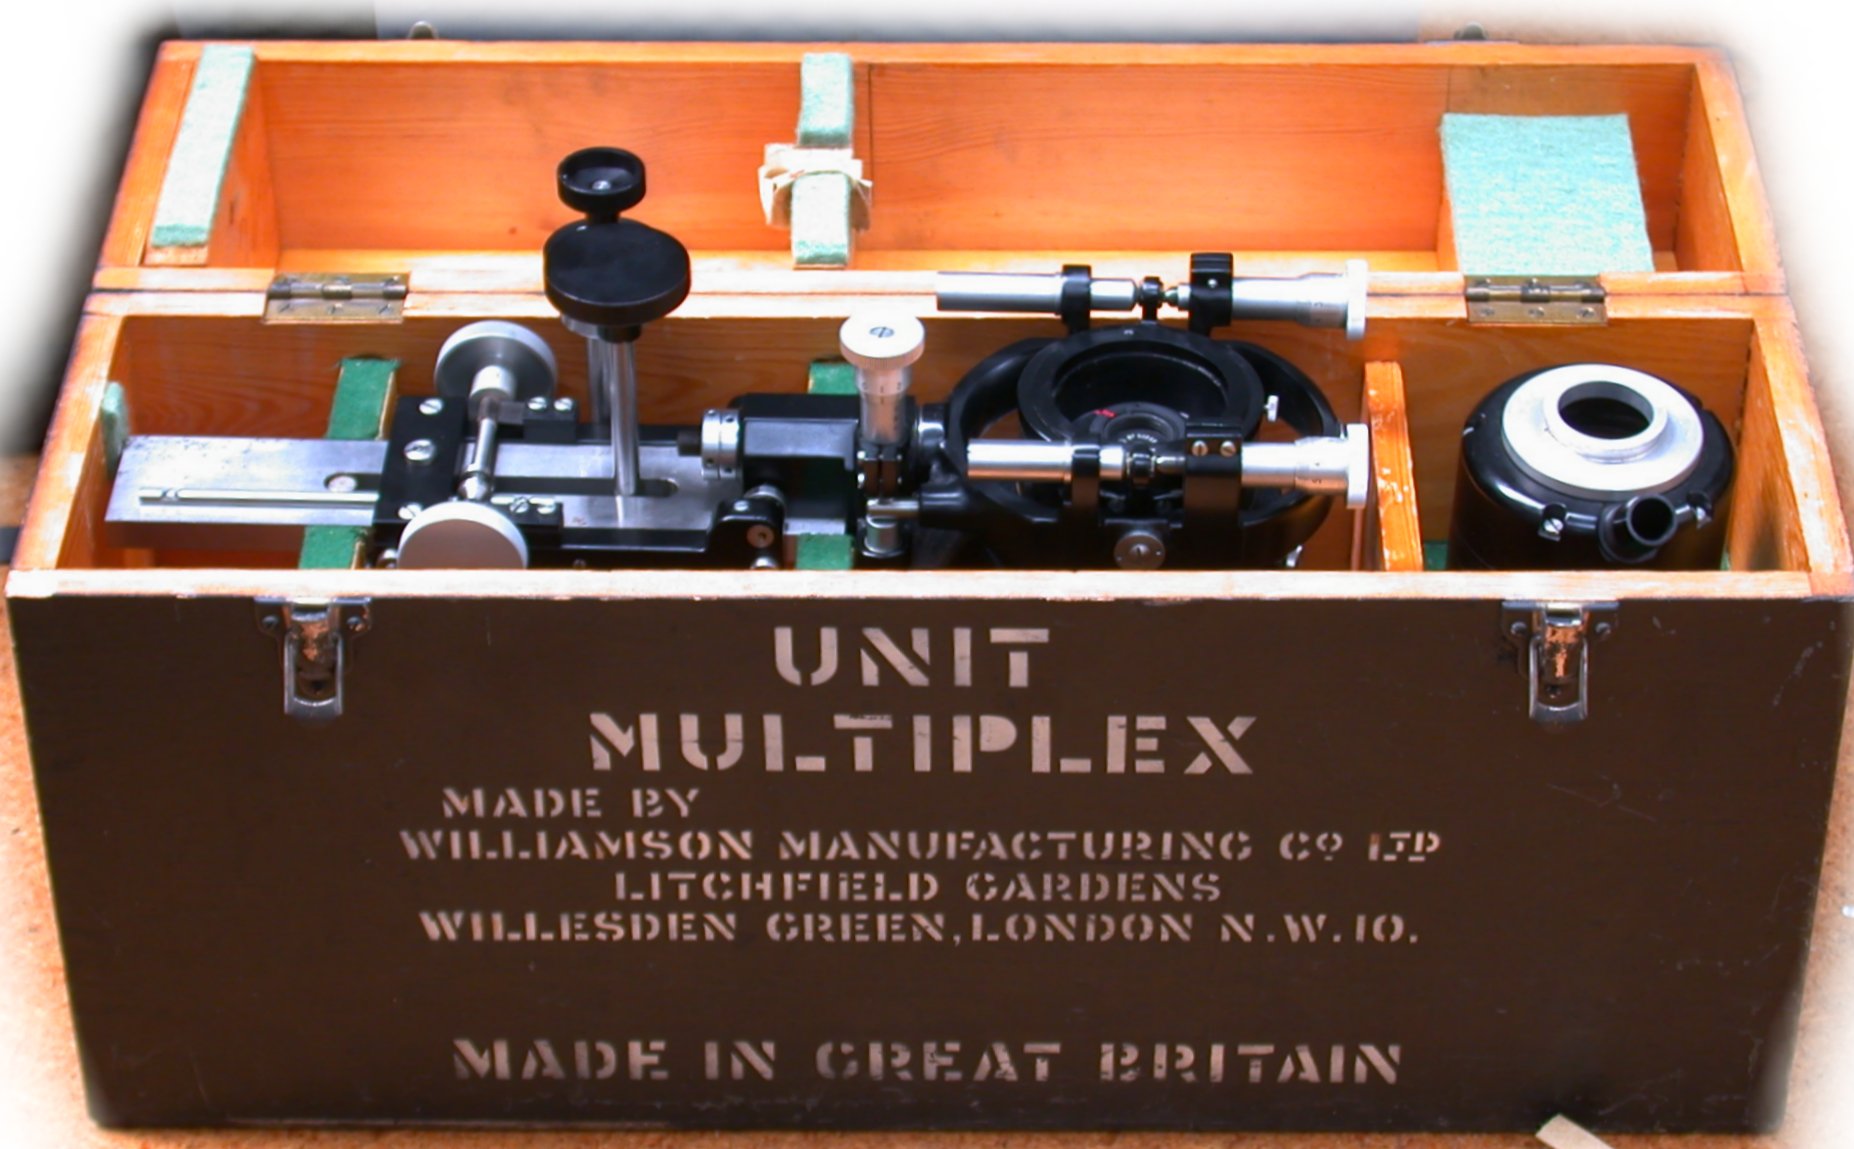 UNIT
MULTIPLEX
MADE BY
WILLIAMSON MANUFACTURING Cº LTD
LITCHFIELD GARDENS
WILLESDEN GREEN, LONDON N.W.10.
MADE IN GREAT BRITAIN